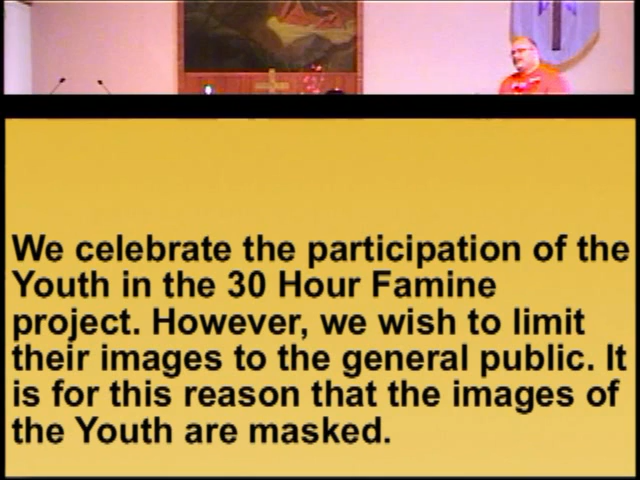 We celebrate the participation of the
Youth in the 30 Hour Famine
project. However, we wish to limit
their images to the general public. It
is for this reason that the images of
the Youth are masked.